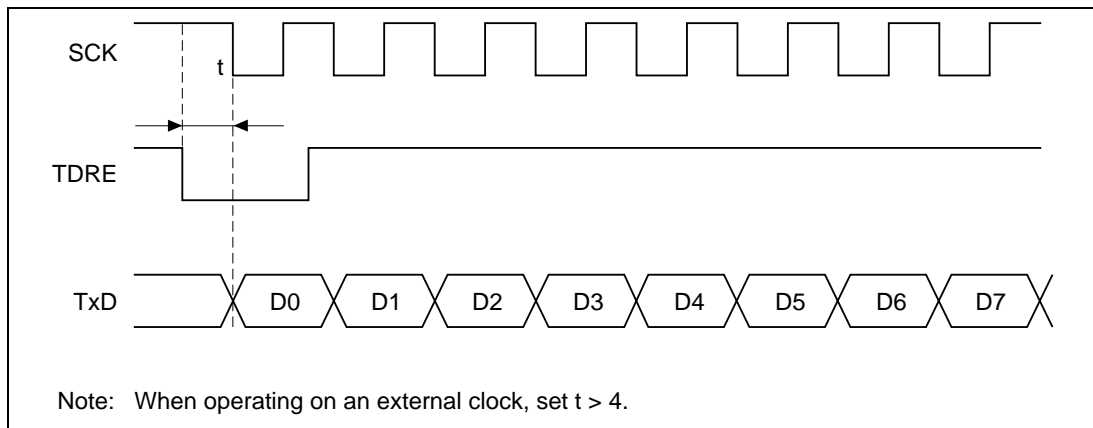 SCK
t
TDRE
TxD D0 D1 D2 D3 D4 D5 D6 D7
Note: When operating on an external clock, set t > 4.